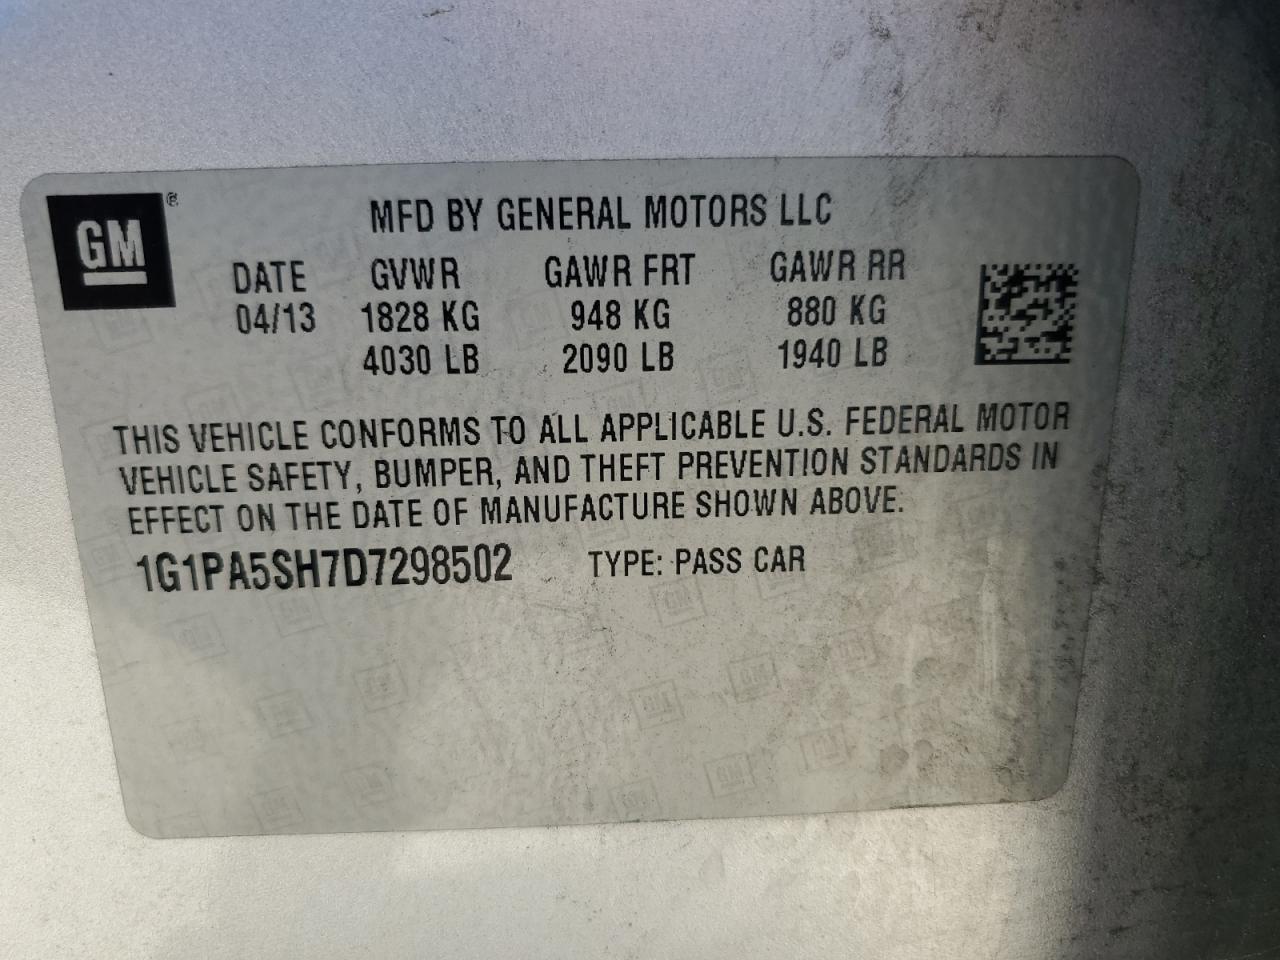 GM ®
MFD BY GENERAL MOTORS LLC
DATE GVWR GAWR FRT GAWR RR
04/13 1828 KG 948 KG 880 KG
4030 LB 2090 LB 1940 LB
THIS VEHICLE CONFORMS TO ALL APPLICABLE U.S. FEDERAL MOTOR
VEHICLE SAFETY, BUMPER, AND THEFT PREVENTION STANDARDS IN
EFFECT ON THE DATE OF MANUFACTURE SHOWN ABOVE.
1G1PA5SH7D7298502 TYPE: PASS CAR